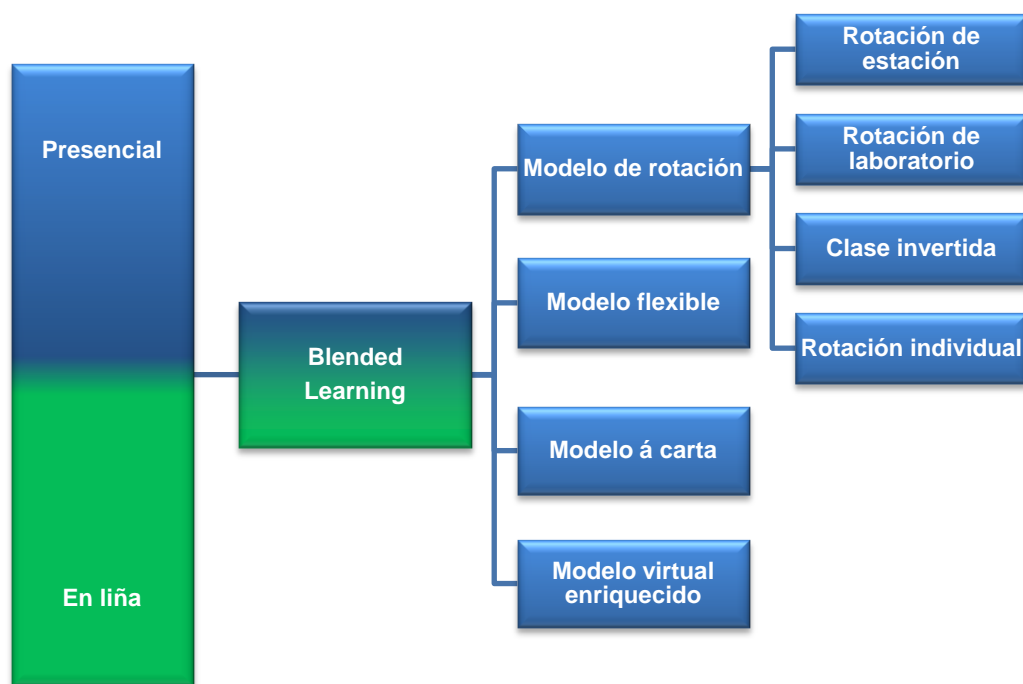 Presencial
En liña
Blended
Learning
Modelo de rotación
Modelo flexible
Modelo á carta
Modelo virtual
enriquecido
Rotación de
estación
Rotación de
laboratorio
Clase invertida
Rotación individual